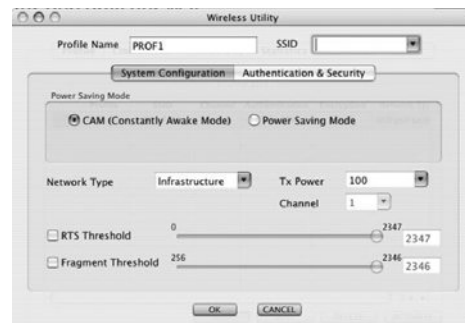 Wireless Utility
Profile Name PROF1 SSID
System Configuration Authentication & Security
Power Saving Mode
CAM (Constantly Awake Mode) Power Saving Mode
Network Type Infrastructure Tx Power 100
Channel 1
RTS Threshold 0 2347 2347
Fragment Threshold 256 2346 2346
OK CANCEL